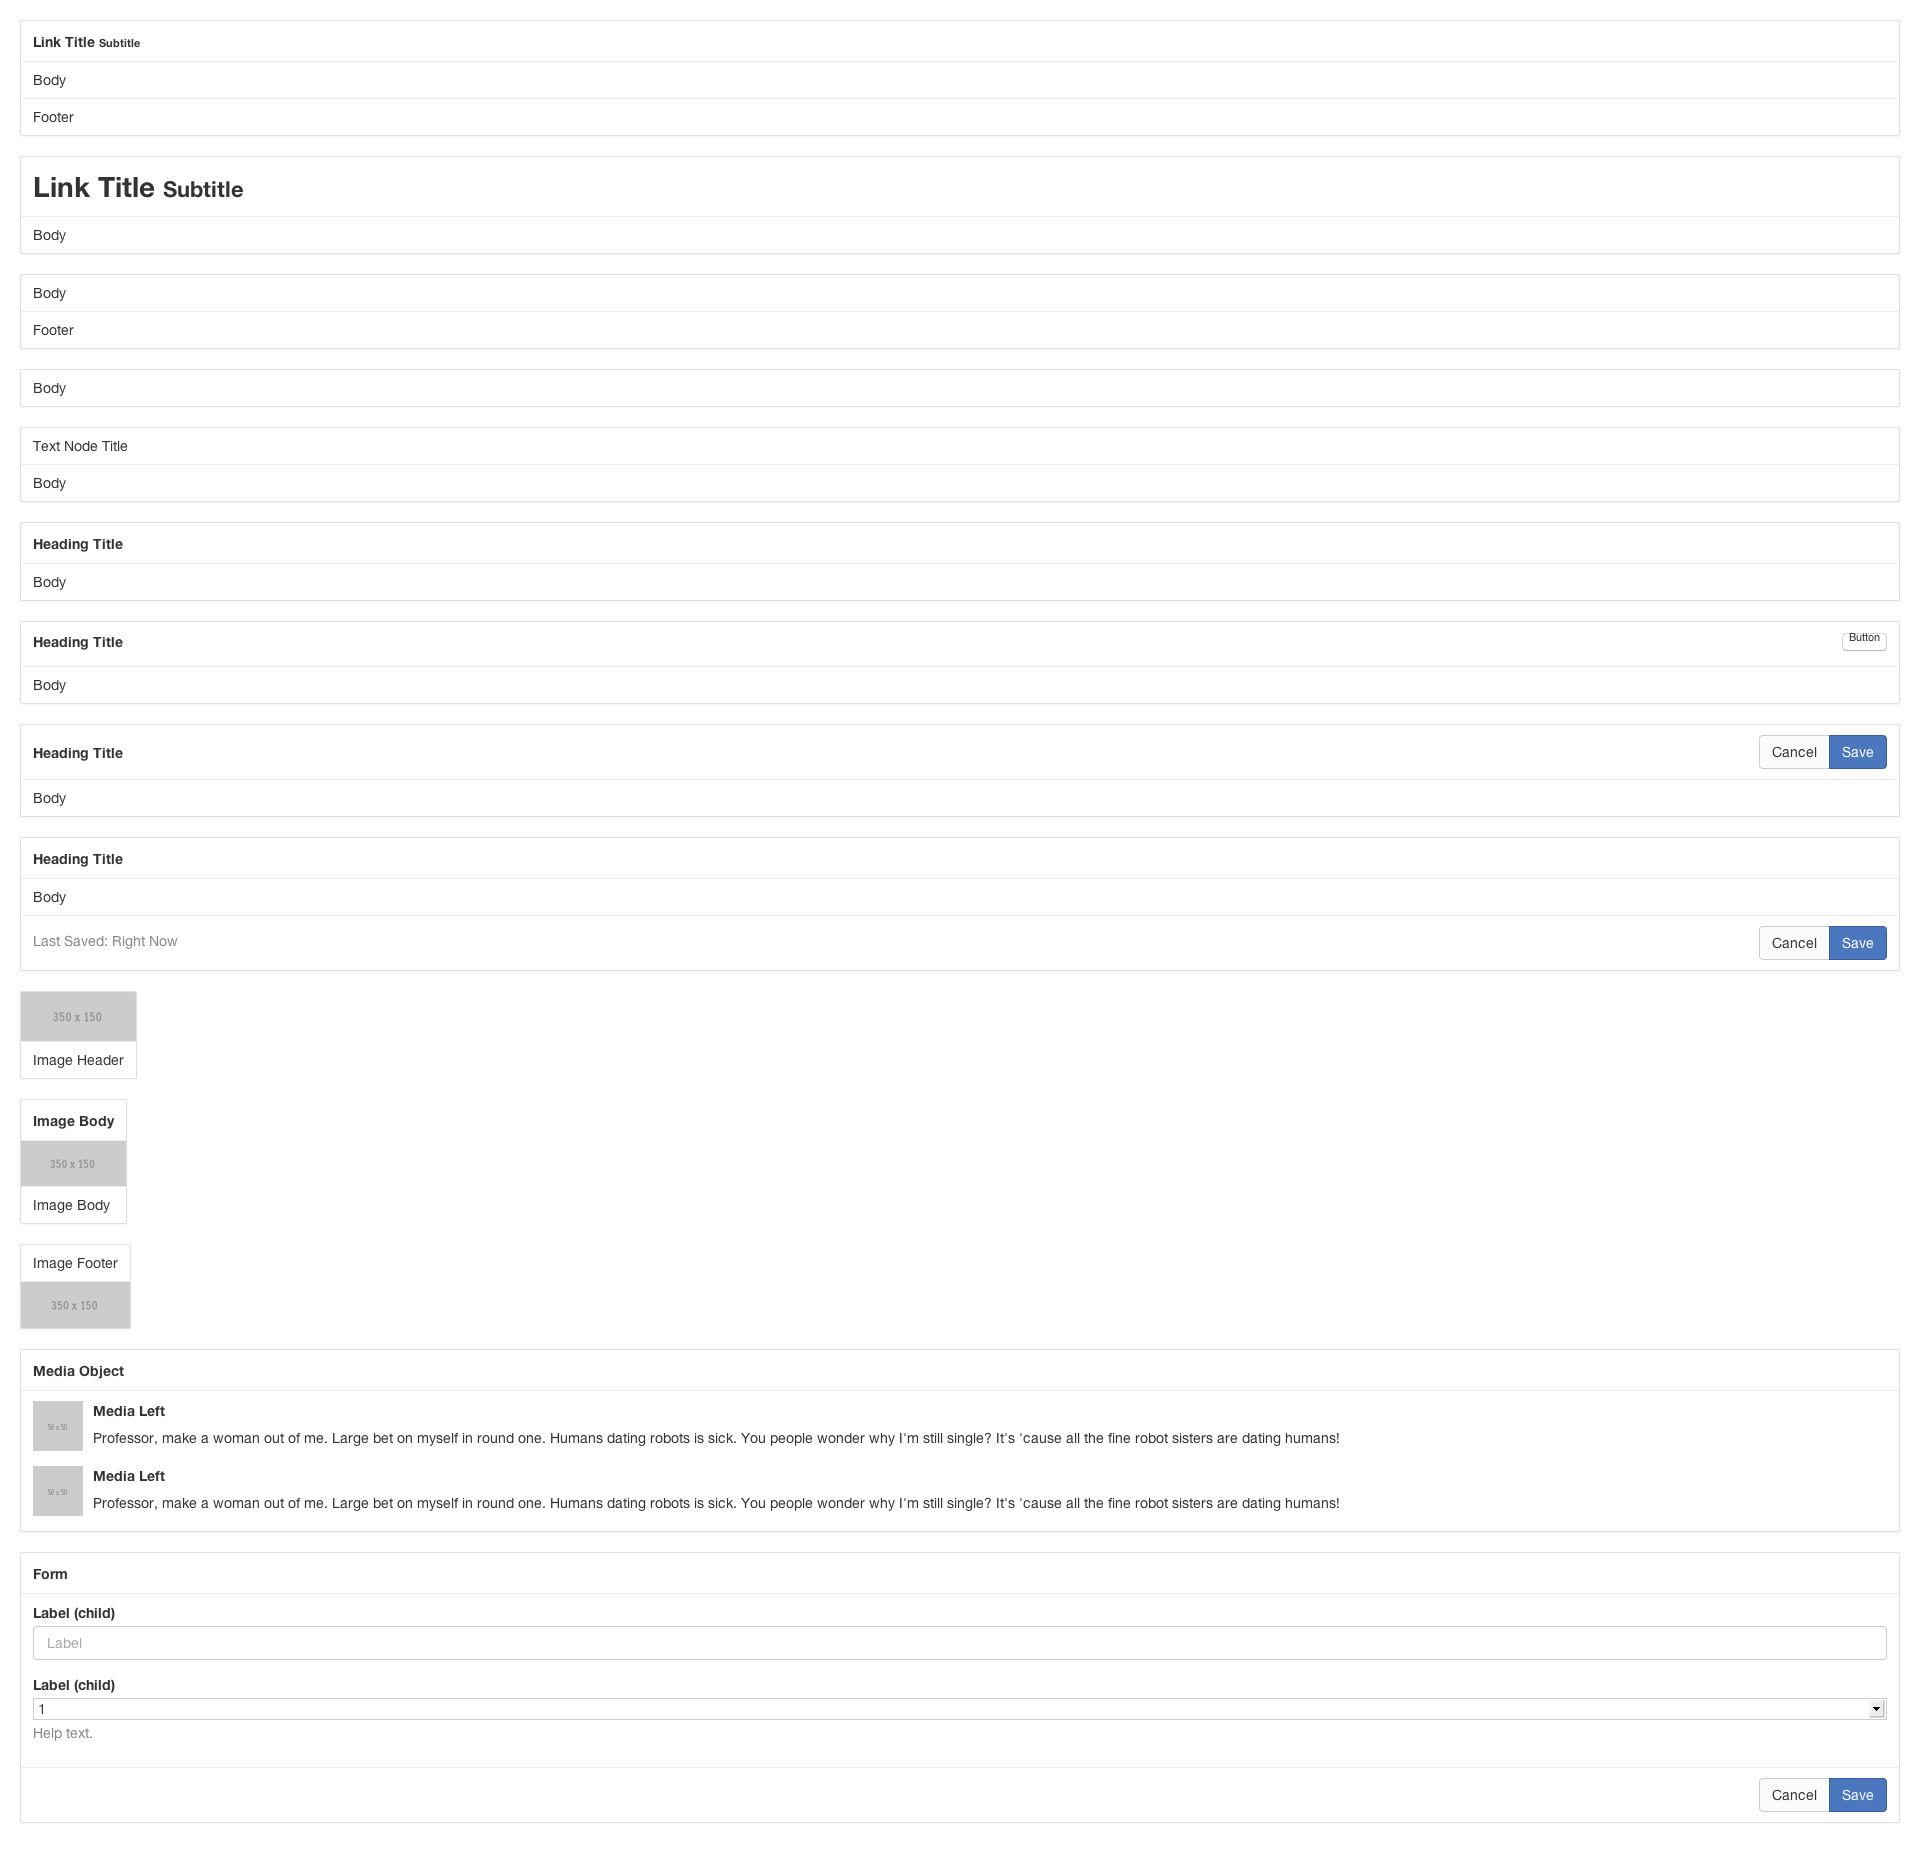 Link Title Subtitle
Body
Footer
Link Title Subtitle
Body
Body
Footer
Body
Text Node Title
Body
Heading Title
Body
Heading Title Button
Body
Heading Title Cancel Save
Body
Heading Title
Body
Last Saved: Right Now Cancel Save
350 x 150
Image Header
Image Body
350 x 150
Image Body
Image Footer
350 x 150
Media Object
50 x 50
Media Left
Professor, make a woman out of me. Large bet on myself in round one. Humans dating robots is sick. You people wonder why I'm still single? It's 'cause all the fine robot sisters are dating humans!
50 x 50
Media Left
Professor, make a woman out of me. Large bet on myself in round one. Humans dating robots is sick. You people wonder why I'm still single? It's 'cause all the fine robot sisters are dating humans!
Form
Label (child)
Label
Label (child)
1
Help text.
Cancel Save